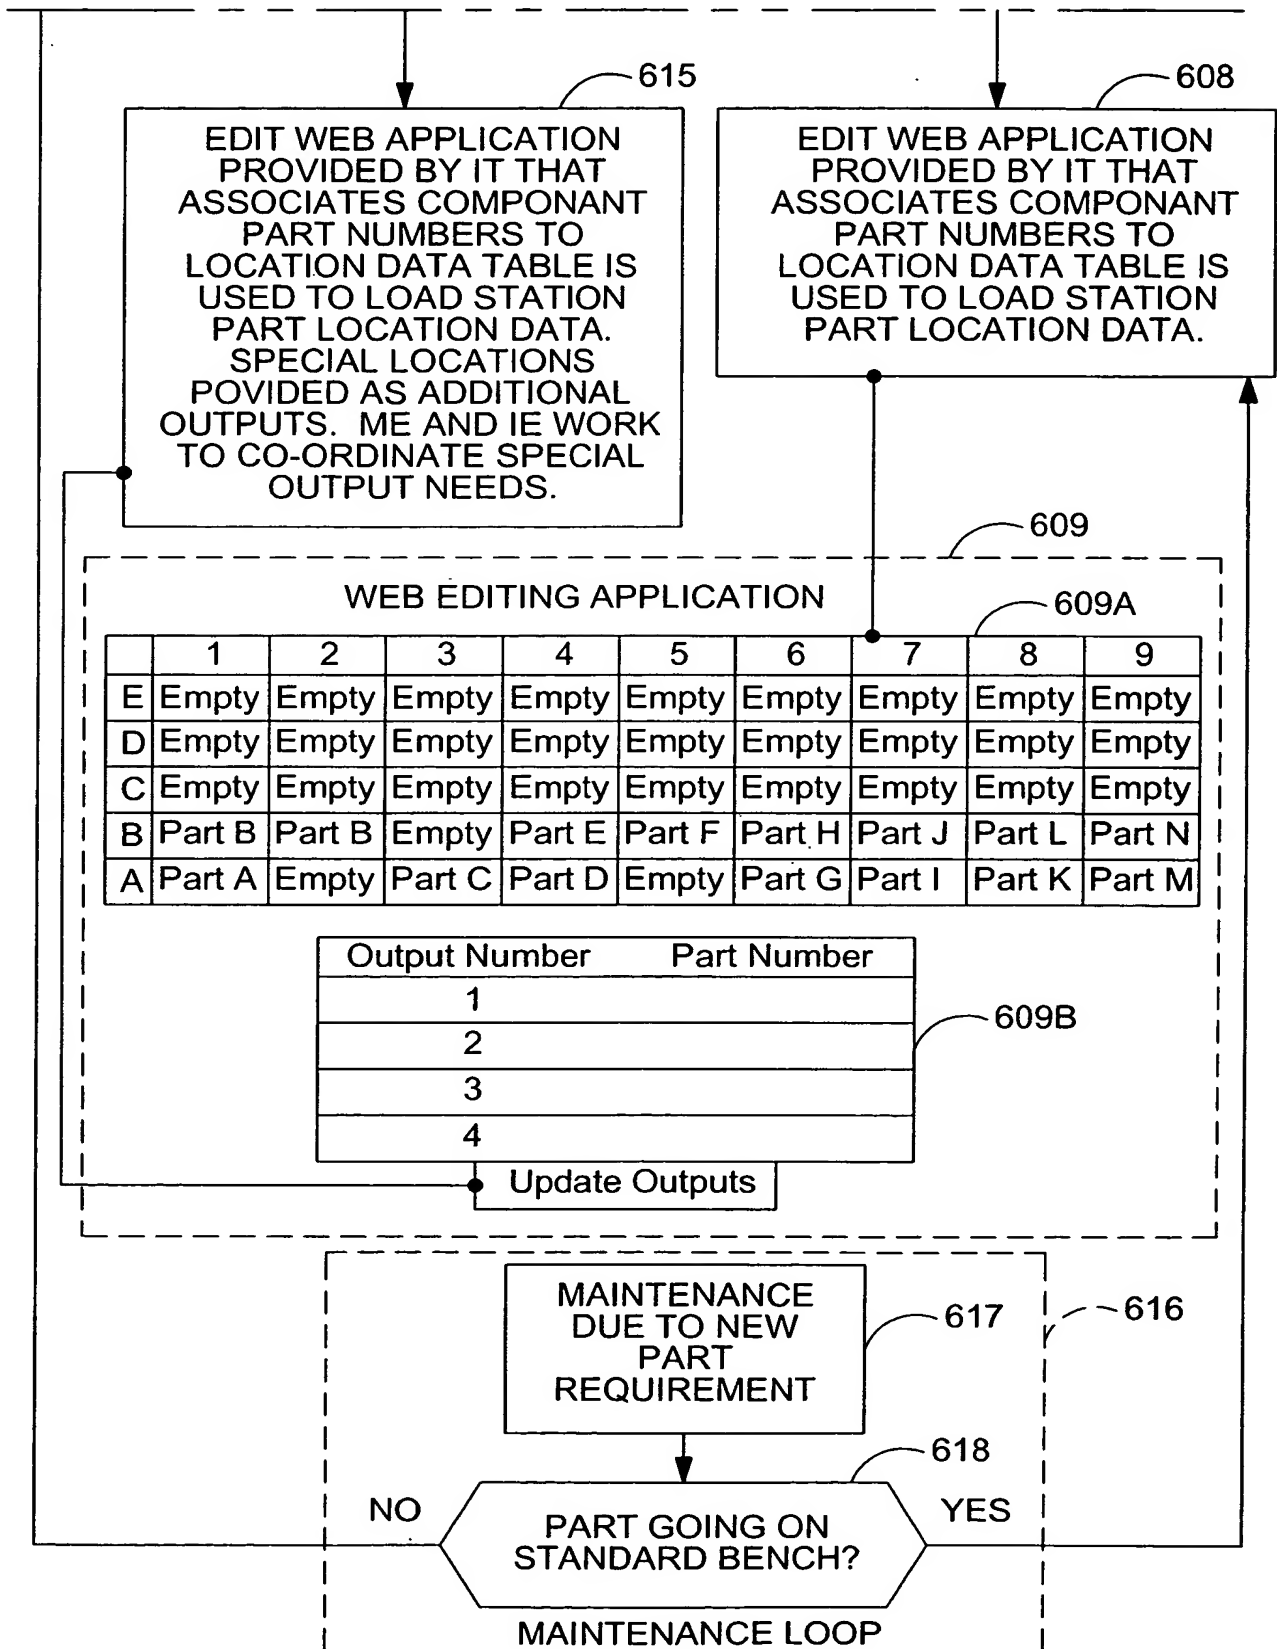 615
EDIT WEB APPLICATION
PROVIDED BY IT THAT
ASSOCIATES COMPONANT
PART NUMBERS TO
LOCATION DATA TABLE IS
USED TO LOAD STATION
PART LOCATION DATA.
SPECIAL LOCATIONS
POVIDED AS ADDITIONAL
OUTPUTS. ME AND IE WORK
TO CO-ORDINATE SPECIAL
OUTPUT NEEDS.
608
EDIT WEB APPLICATION
PROVIDED BY IT THAT
ASSOCIATES COMPONANT
PART NUMBERS TO
LOCATION DATA TABLE IS
USED TO LOAD STATION
PART LOCATION DATA.
609
WEB EDITING APPLICATION
609A
1 2 3 4 5 6 7 8 9
E Empty Empty Empty Empty Empty Empty Empty Empty Empty
D Empty Empty Empty Empty Empty Empty Empty Empty Empty
C Empty Empty Empty Empty Empty Empty Empty Empty Empty
B Part B Part B Empty Part E Part F Part H Part J Part L Part N
A Part A Empty Part C Part D Empty Part G Part I Part K Part M
Output Number Part Number
1
2
3
4
609B
Update Outputs
MAINTENANCE
DUE TO NEW
PART
REQUIREMENT
617
616
618
NO
PART GOING ON
STANDARD BENCH?
YES
MAINTENANCE LOOP